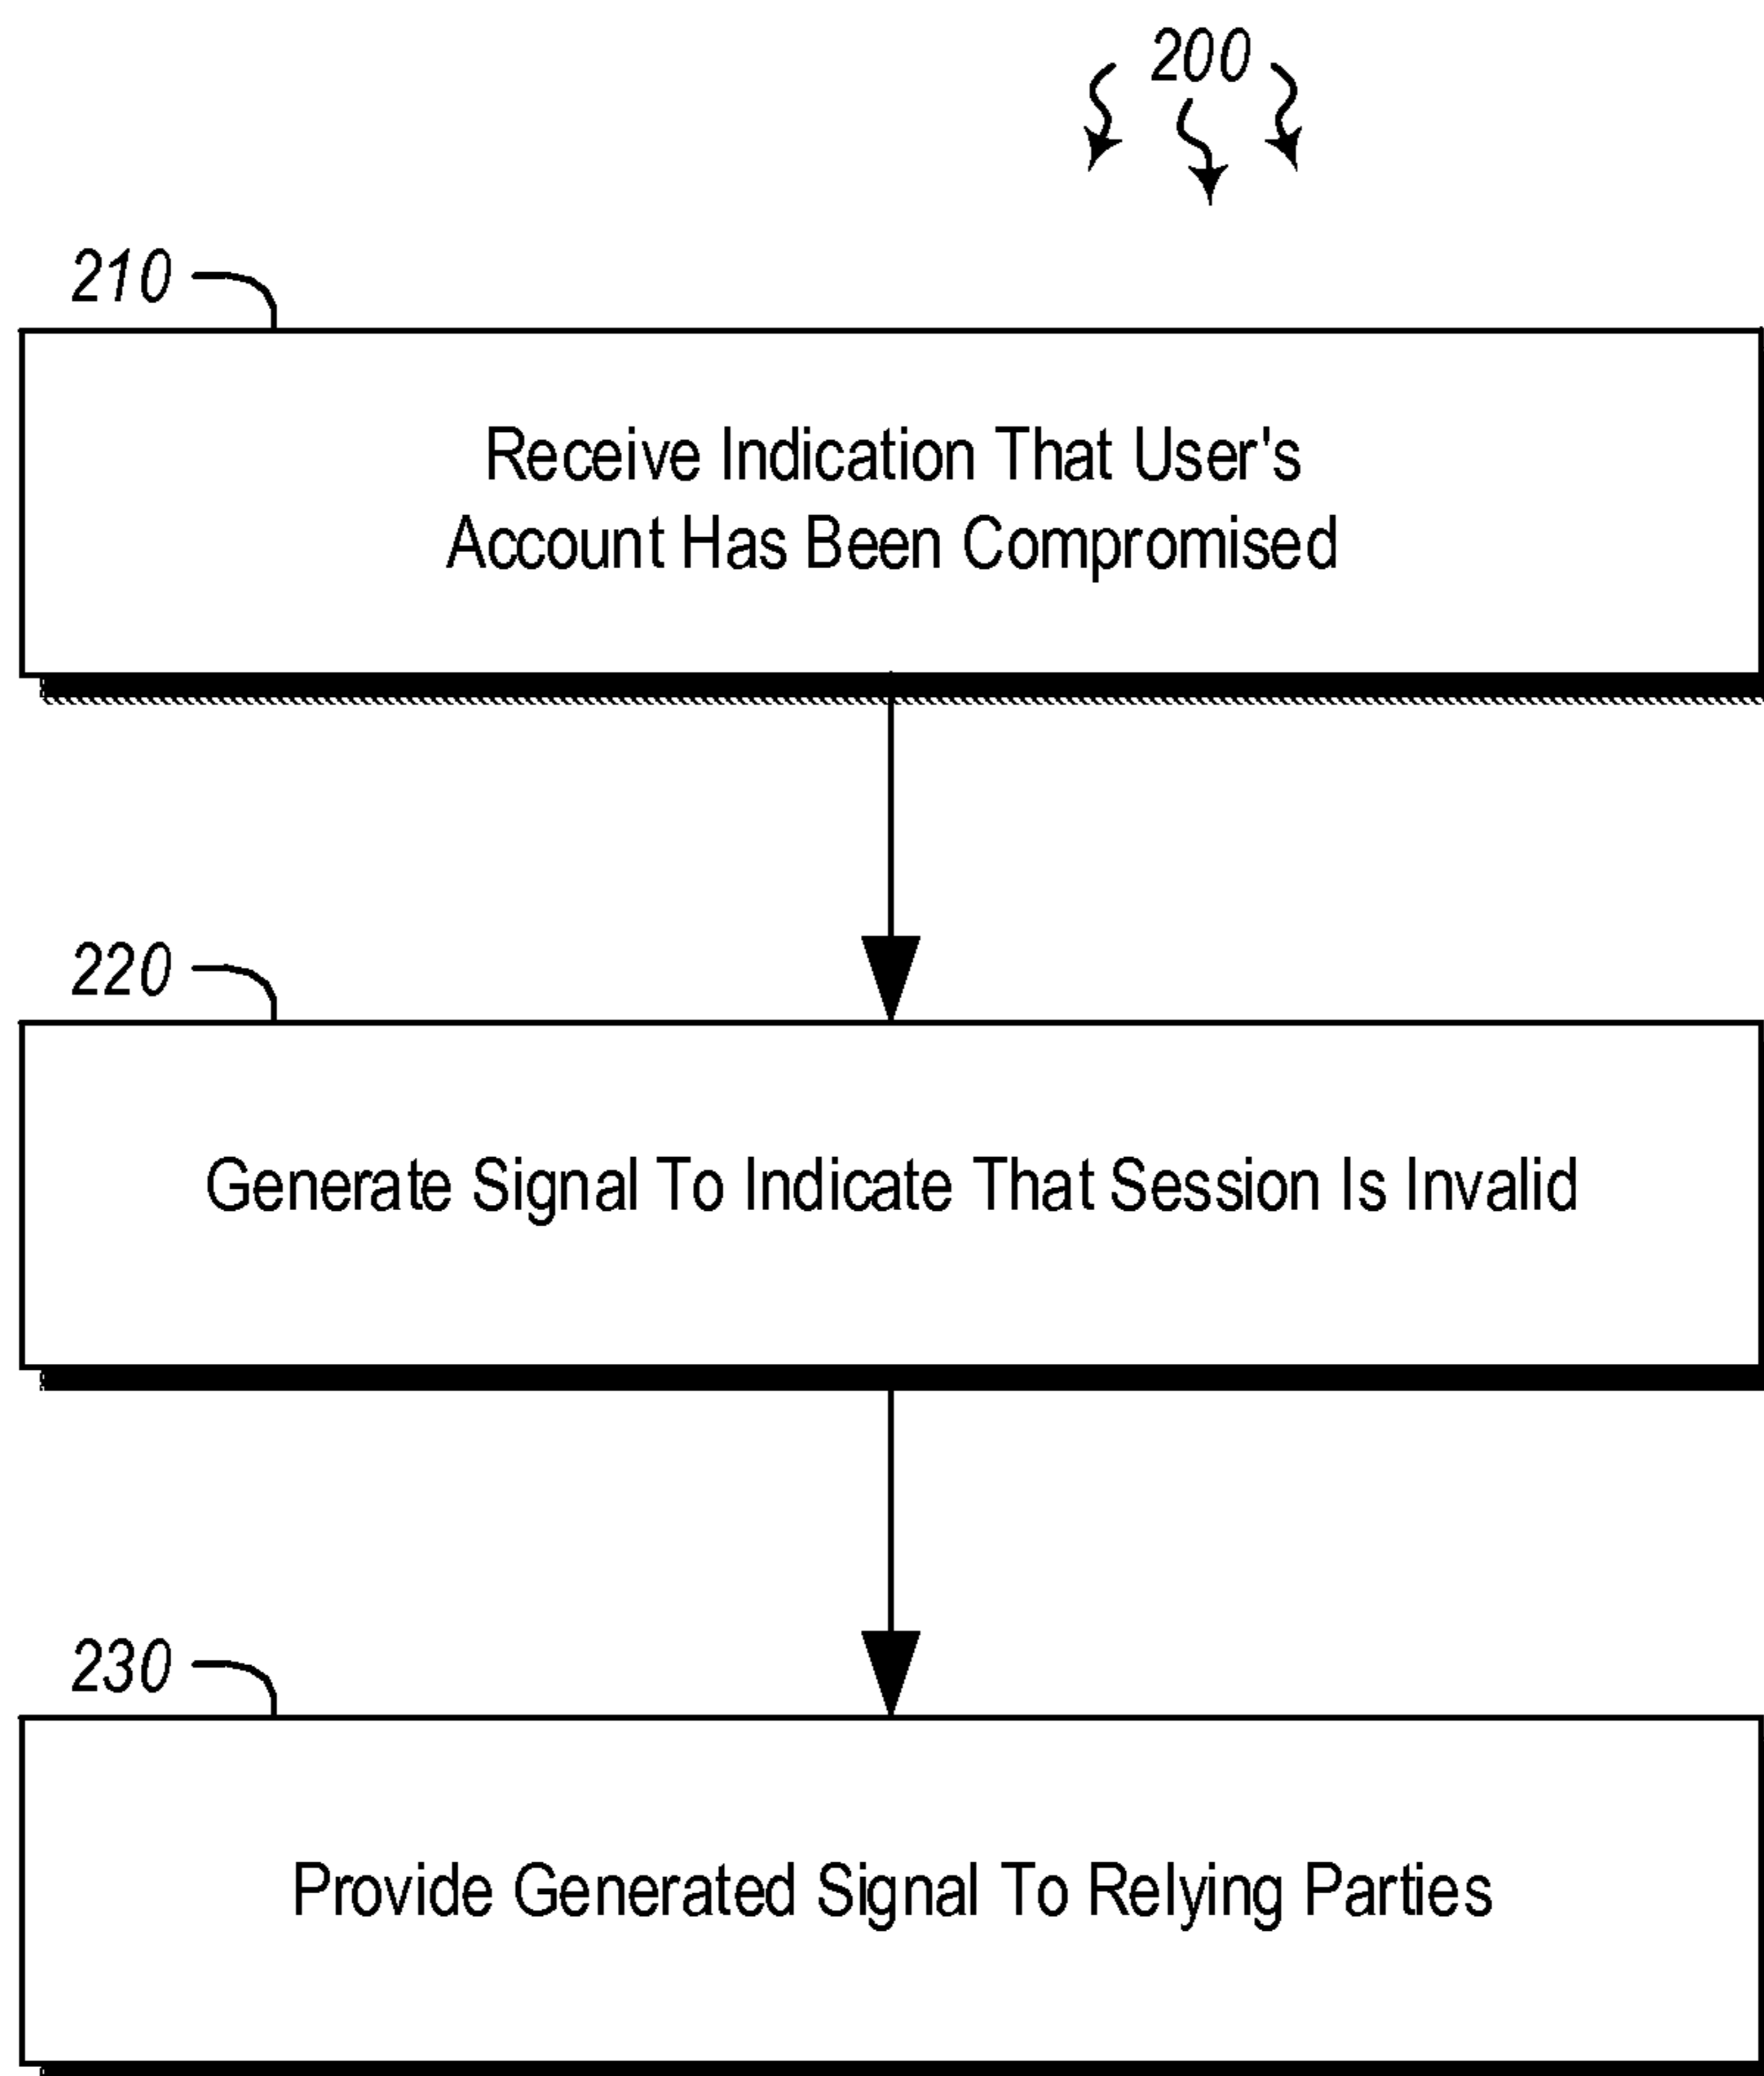 200
210
Receive Indication That User's
Account Has Been Compromised
220
Generate Signal To Indicate That Session Is Invalid
230
Provide Generated Signal To Relying Parties